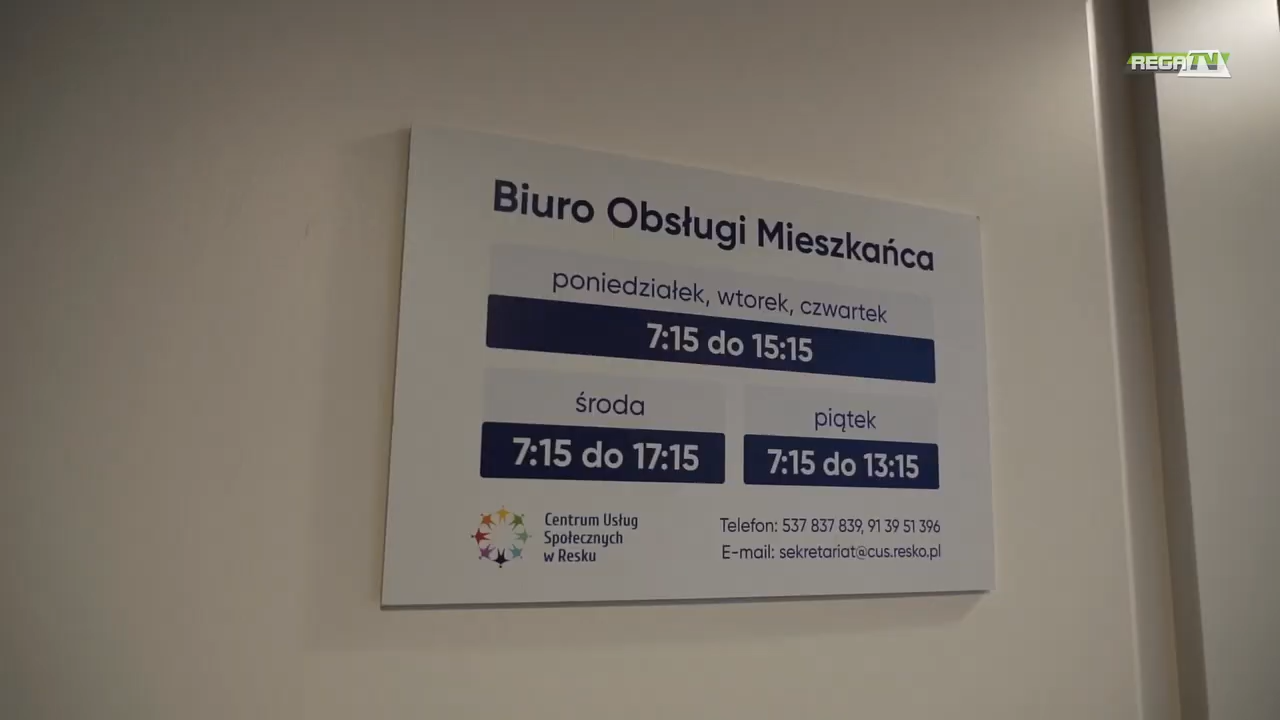 REGA TV
Biuro Obsługi Mieszkańca
poniedziałek, wtorek, czwartek
7:15 do 15:15
środa
7:15 do 17:15
piątek
7:15 do 13:15
Centrum Usług
Społecznych
w Resku
Telefon: 537 837 839, 91 39 51 396
E-mail: sekretariat@cus.resko.pl